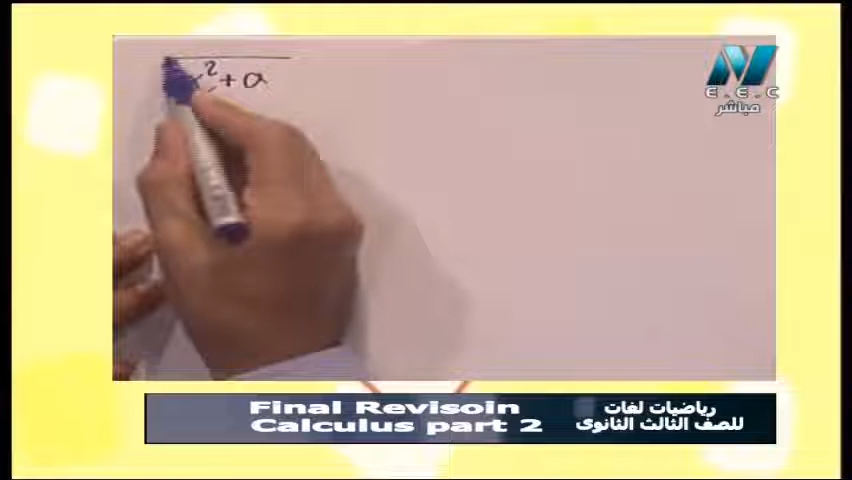 x² + a
E.E.C
مباشر
Final Revisoin
Calculus part 2
رياضيات لغات
للصف الثالث الثانوى